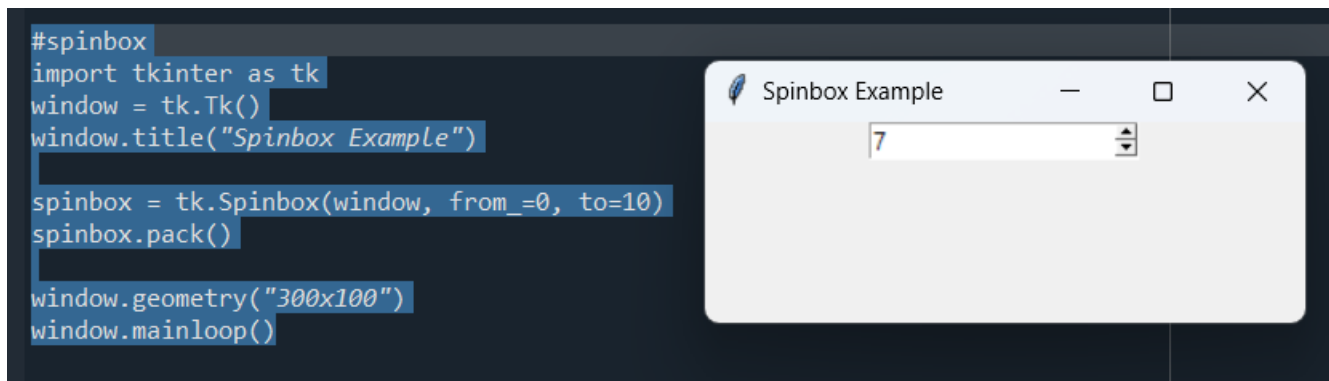 #spinbox
import tkinter as tk
window = tk.Tk()
window.title("Spinbox Example")
spinbox = tk.Spinbox(window, from_=0, to=10)
spinbox.pack()
window.geometry("300x100")
window.mainloop()
Spinbox Example
7